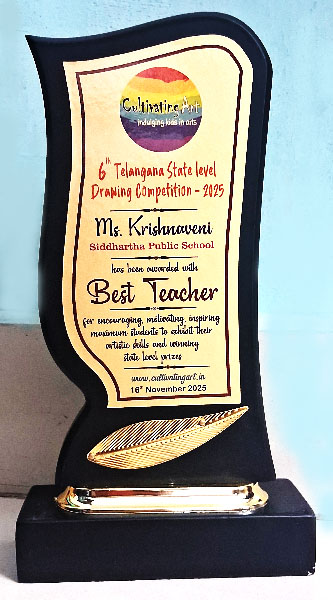 Cultivating Art
indulging kids in arts
6th Telangana State level
Drawing Competition - 2025
Ms. Krishnaveni
Siddhartha Public School
has been awarded with
Best Teacher
for encouraging, motivating, inspiring
maximum students to exhibit their
artistic skills and winning
state level prizes
www.cultivatingart.in
16th November 2025